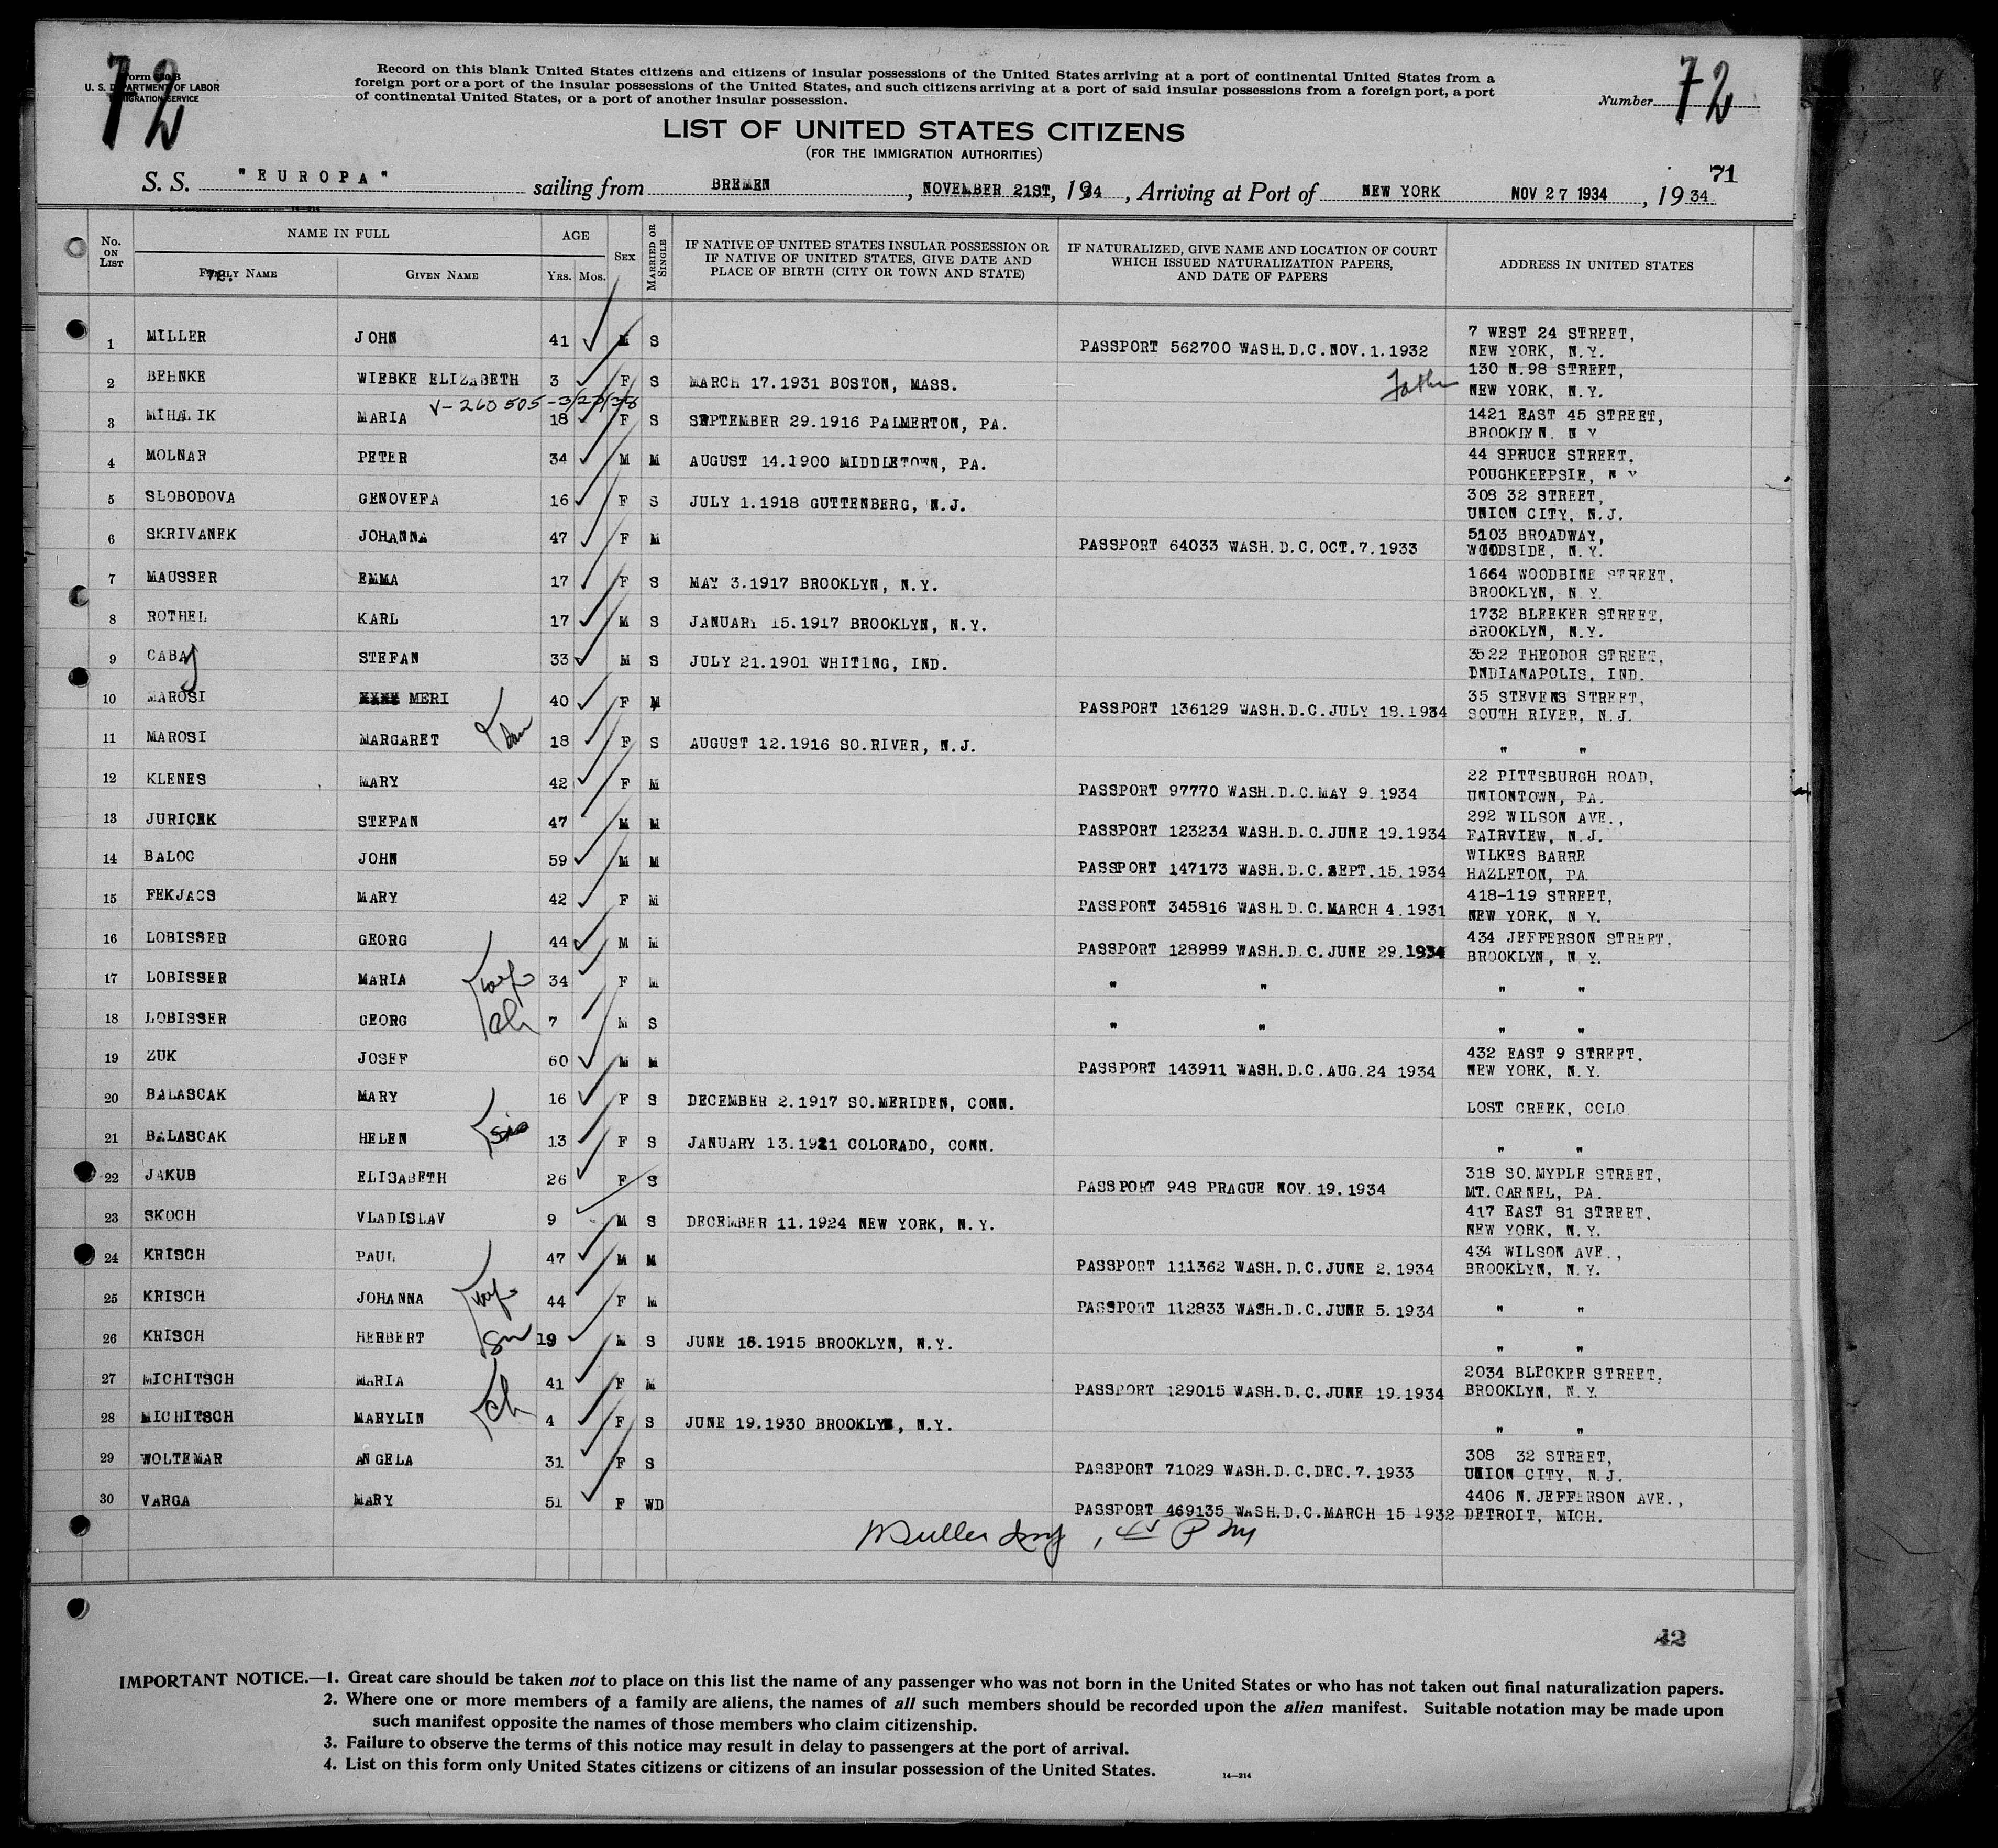 72
Form 630 B
U. S. DEPARTMENT OF LABOR
IMMIGRATION SERVICE
Record on this blank United States citizens and citizens of insular possessions of the United States arriving at a port of continental United States from a
foreign port or a port of the insular possessions of the United States, and such citizens arriving at a port of said insular possessions from a foreign port, a port
of continental United States, or a port of another insular possession.
Number 72
LIST OF UNITED STATES CITIZENS
(FOR THE IMMIGRATION AUTHORITIES)
71
S. S. "EUROPA" sailing from BREMEN, NOVEMBER 21ST, 1934, Arriving at Port of NEW YORK NOV 27 1934, 1934
No. ON LIST NAME IN FULL AGE SEX MARRIED OR SINGLE IF NATIVE OF UNITED STATES INSULAR POSSESSION OR IF NATIVE OF UNITED STATES, GIVE DATE AND PLACE OF BIRTH (CITY OR TOWN AND STATE) IF NATURALIZED, GIVE NAME AND LOCATION OF COURT WHICH ISSUED NATURALIZATION PAPERS, AND DATE OF PAPERS ADDRESS IN UNITED STATES
FAMILY NAME 72. GIVEN NAME YRS. MOS.
1 MILLER JOHN 41 M S PASSPORT 562700 WASH.D.C.NOV.1.1932 7 WEST 24 STREET, NEW YORK, N.Y.
2 BEHNKE WIEBKE ELIZABETH 3 F S MARCH 17.1931 BOSTON, MASS. Father 130 N.98 STREET, NEW YORK, N.Y.
V-260505-3/23/38
3 MIHALIK MARIA 18 F S SEPTEMBER 29.1916 PALMERTON, PA. 1421 EAST 45 STREET, BROOKLYN. N Y
4 MOLNAR PETER 34 M M AUGUST 14.1900 MIDDLETOWN, PA. 44 SPRUCE STREET, POUGHKEEPSIE, N Y
5 SLOBODOVA GENOVEFA 16 F S JULY 1.1918 GUTTENBERG, N.J. 308 32 STREET, UNION CITY, N.J.
6 SKRIVANEK JOHANNA 47 F M PASSPORT 64033 WASH.D.C.OCT.7.1933 5103 BROADWAY, WOODSIDE, N.Y.
7 MAUSSER EMMA 17 F S MAY 3.1917 BROOKLYN, N.Y. 1664 WOODBINE STREET, BROOKLYN, N Y.
8 ROTHEL KARL 17 M S JANUARY 15.1917 BROOKLYN, N.Y. 1732 BLEEKER STREET, BROOKLYN, N.Y.
9 CABAJ STEFAN 33 M S JULY 21.1901 WHITING, IND. 3522 THEODOR STREET, INDIANAPOLIS, IND.
10 MAROSI MERI 40 F M PASSPORT 136129 WASH.D.C.JULY 18.1934 35 STEVENS STREET, SOUTH RIVER, N.J.
11 MAROSI MARGARET 18 F S AUGUST 12.1916 SO.RIVER, N.J. " "
12 KLENES MARY 42 F M PASSPORT 97770 WASH.D.C.MAY 9.1934 22 PITTSBURGH ROAD, UNIONTOWN, PA.
13 JURICEK STEFAN 47 M M PASSPORT 123234 WASH.D.C.JUNE 19.1934 292 WILSON AVE., FAIRVIEW, N.J.
14 BALOG JOHN 59 M M PASSPORT 147173 WASH.D.C.SEPT.15.1934 WILKES BARRE HAZLETON, PA
15 FEKJACS MARY 42 F M PASSPORT 345816 WASH.D.C.MARCH 4.1931 418-119 STREET, NEW YORK, N Y.
16 LOBISSER GEORG 44 M M PASSPORT 128989 WASH.D.C.JUNE 29.1934 434 JEFFERSON STREET, BROOKLYN, N Y.
17 LOBISSER MARIA wife 34 F M " " " "
18 LOBISSER GEORG ch 7 M S " " " "
19 ZUK JOSEF 60 M M PASSPORT 143911 WASH.D.C.AUG.24 1934 432 EAST 9 STREET, NEW YORK, N.Y.
20 BALASCAK MARY 16 F S DECEMBER 2.1917 SO.MERIDEN, CONN. LOST CREEK, COLO
21 BALASCAK HELEN sis 13 F S JANUARY 13.1921 COLORADO, CONN. " "
22 JAKUB ELISABETH 26 F S PASSPORT 948 PRAGUE NOV.19.1934 318 SO.MYPLE STREET, MT.CARNEL, PA.
23 SKOCH VLADISLAV 9 M S DECEMBER 11.1924 NEW YORK, N.Y. 417 EAST 81 STREET, NEW YORK, N.Y.
24 KRISCH PAUL 47 M M PASSPORT 111362 WASH.D.C.JUNE 2.1934 434 WILSON AVE., BROOKLYN, N.Y.
25 KRISCH JOHANNA wife 44 F M PASSPORT 112833 WASH.D.C.JUNE 5.1934 " "
26 KRISCH HERBERT son 19 M S JUNE 16.1915 BROOKLYN, N.Y. " "
27 MICHITSCH MARIA 41 F M PASSPORT 129015 WASH.D.C.JUNE 19.1934 2034 BLECKER STREET, BROOKLYN, N.Y.
28 MICHITSCH MARYLIN ch 4 F S JUNE 19.1930 BROOKLYN, N.Y. " "
29 WOLTEMAR ANGELA 31 F S PASSPORT 71029 WASH.D.C.DEC.7.1933 308 32 STREET, UNION CITY, N.J.
30 VARGA MARY 51 F WD PASSPORT 469135 WASH.D.C.MARCH 15 1932 4406 N.JEFFERSON AVE., DETROIT, MICH.
42
IMPORTANT NOTICE.—1. Great care should be taken not to place on this list the name of any passenger who was not born in the United States or who has not taken out final naturalization papers.
2. Where one or more members of a family are aliens, the names of all such members should be recorded upon the alien manifest. Suitable notation may be made upon
such manifest opposite the names of those members who claim citizenship.
3. Failure to observe the terms of this notice may result in delay to passengers at the port of arrival.
4. List on this form only United States citizens or citizens of an insular possession of the United States.
14—214